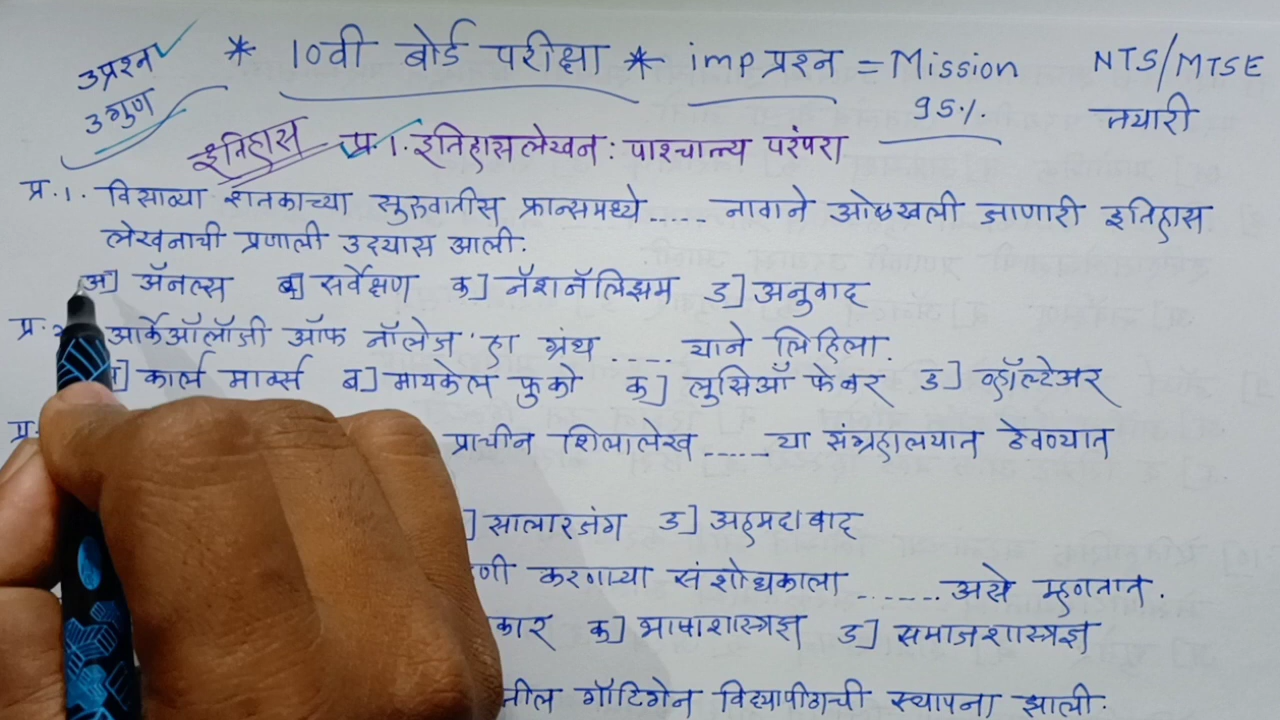 3प्रश्न
3गुण
* 10वी बोर्ड परीक्षा * imp प्रश्न = Mission 95%
NTS/MTSE तयारी
इतिहास प्र.1. इतिहासलेखन: पाश्चात्य परंपरा
प्र.1. विसाव्या शतकाच्या सुरुवातीस फ्रान्समध्ये .... नावाने ओळखली जाणारी इतिहास
लेखनाची प्रणाली उदयास आली.
अ] ॲनल्स ब] सर्वेक्षण क] नॅशनॅलिझम ड] अनुवाद
प्र. आर्केऑलॉजी ऑफ नॉलेज' हा ग्रंथ .... याने लिहिला.
कार्ल मार्क्स ब] मायकेल फुको क] लुसिआँ फेबर ड] व्हॉल्टेअर
प्र. प्राचीन शिलालेख ..... या संग्रहालयात ठेवण्यात
] सालारजंग ड] अहमदाबाद
णी करणाऱ्या संशोधकाला ...... असे म्हणतात.
कार क] भाषाशास्त्रज्ञ ड] समाजशास्त्रज्ञ
तील गॉटिंगेन विद्यापीठाची स्थापना झाली.